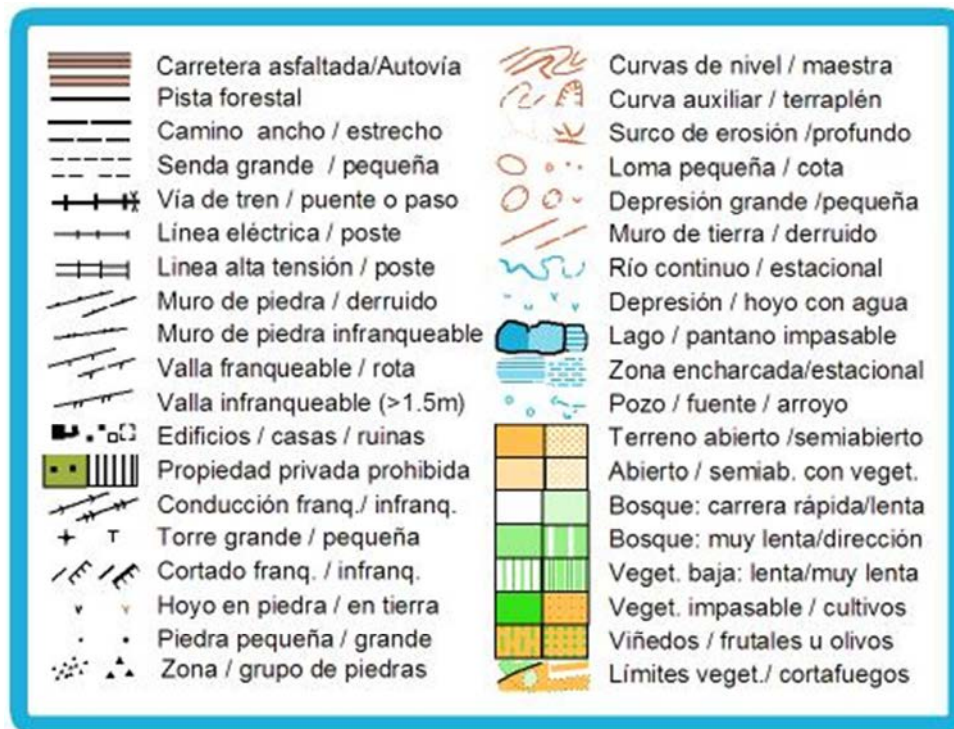 Carretera asfaltada/Autovía
Pista forestal
Camino ancho / estrecho
Senda grande / pequeña
Vía de tren / puente o paso
Línea eléctrica / poste
Linea alta tensión / poste
Muro de piedra / derruido
Muro de piedra infranqueable
Valla franqueable / rota
Valla infranqueable (>1.5m)
Edificios / casas / ruinas
Propiedad privada prohibida
Conducción franq./ infranq.
Torre grande / pequeña
Cortado franq. / infranq.
Hoyo en piedra / en tierra
Piedra pequeña / grande
Zona / grupo de piedras
Curvas de nivel / maestra
Curva auxiliar / terraplén
Surco de erosión /profundo
Loma pequeña / cota
Depresión grande /pequeña
Muro de tierra / derruido
Río continuo / estacional
Depresión / hoyo con agua
Lago / pantano impasable
Zona encharcada/estacional
Pozo / fuente / arroyo
Terreno abierto /semiabierto
Abierto / semiab. con veget.
Bosque: carrera rápida/lenta
Bosque: muy lenta/dirección
Veget. baja: lenta/muy lenta
Veget. impasable / cultivos
Viñedos / frutales u olivos
Límites veget./ cortafuegos